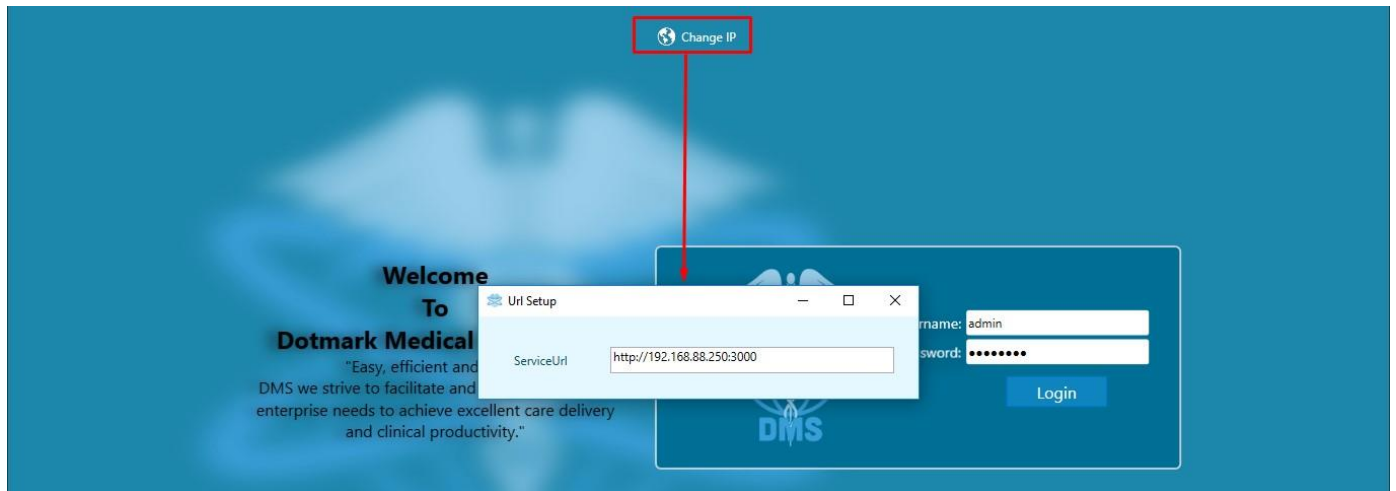 Change IP
Welcome
To
Dotmark Medical
"Easy, efficient and
DMS we strive to facilitate and
enterprise needs to achieve excellent care delivery
and clinical productivity."
Url Setup
ServiceUrl
http://192.168.88.250:3000
rname:
admin
sword:
Login
DMS